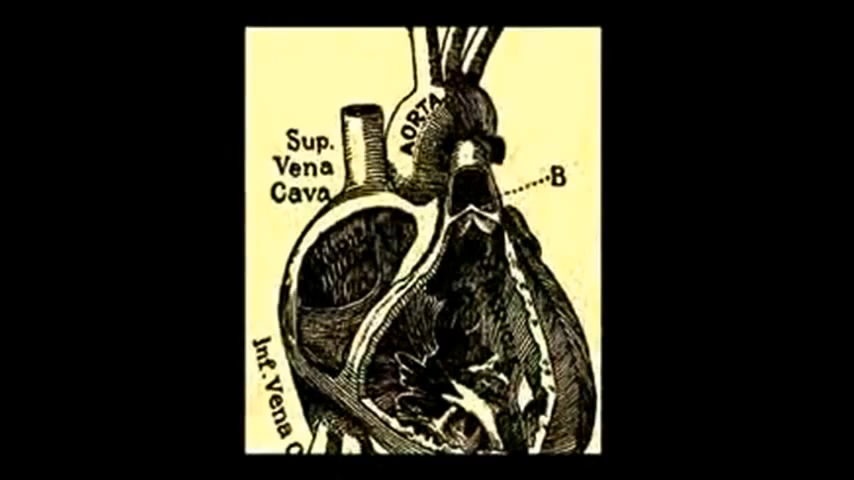 AORTA
Sup.
Vena
Cava
B
Inf. Vena C